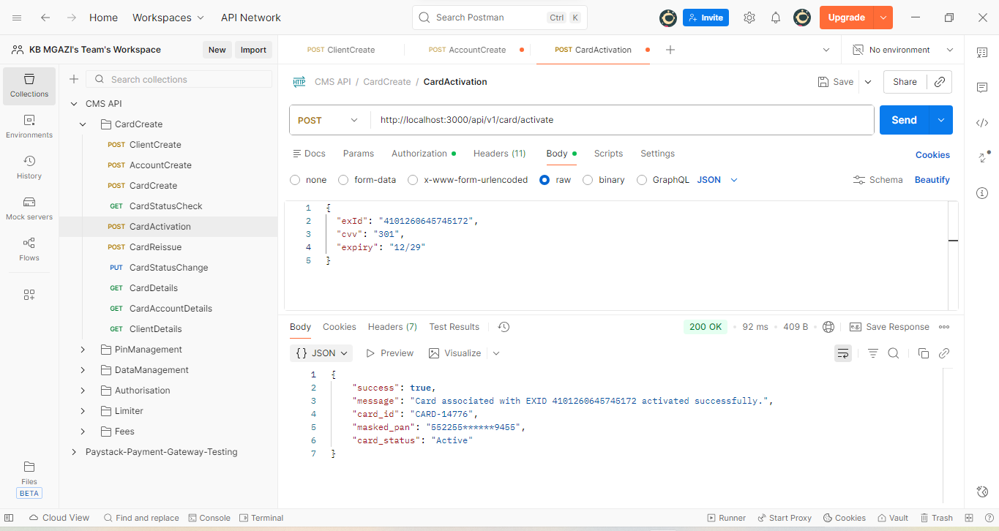 Home Workspaces API Network Search Postman Ctrl K Invite Upgrade
KB MGAZI's Team's Workspace New Import POST ClientCreate POST AccountCreate POST CardActivation No environment
Collections
Environments
History
Mock servers
Flows
Files
BETA
Search collections
CMS API
CardCreate
POST ClientCreate
POST AccountCreate
POST CardCreate
GET CardStatusCheck
POST CardActivation
POST CardReissue
PUT CardStatusChange
GET CardDetails
GET CardAccountDetails
GET ClientDetails
PinManagement
DataManagement
Authorisation
Limiter
Fees
Paystack-Payment-Gateway-Testing
HTTP CMS API / CardCreate / CardActivation Save Share
POST http://localhost:3000/api/v1/card/activate Send
Docs Params Authorization Headers (11) Body Scripts Settings Cookies
none form-data x-www-form-urlencoded raw binary GraphQL JSON Schema Beautify
1 {
2 "exId": "4101260645745172",
3 "cvv": "301",
4 "expiry": "12/29"
5 }
Body Cookies Headers (7) Test Results 200 OK 92 ms 409 B e.g. Save Response
{} JSON Preview Visualize
1 {
2 "success": true,
3 "message": "Card associated with EXID 4101260645745172 activated successfully.",
4 "card_id": "CARD-14776",
5 "masked_pan": "552255******9455",
6 "card_status": "Active"
7 }
Cloud View Find and replace Console Terminal Runner Start Proxy Cookies Vault Trash